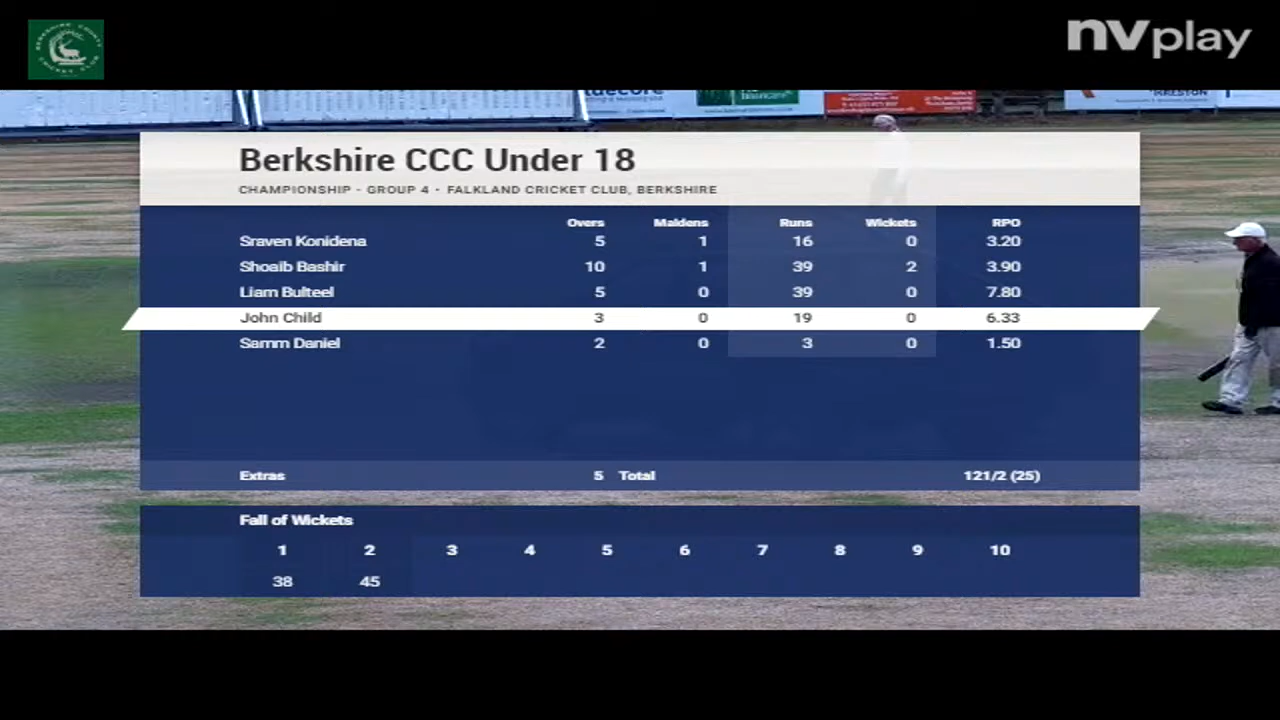 nvplay
Berkshire CCC Under 18
CHAMPIONSHIP - GROUP 4 • FALKLAND CRICKET CLUB, BERKSHIRE
Overs Maidens Runs Wickets RPO
Sraven Konidena 5 1 16 0 3.20
Shoaib Bashir 10 1 39 2 3.90
Liam Bulteel 5 0 39 0 7.80
John Child 3 0 19 0 6.33
Samm Daniel 2 0 3 0 1.50
Extras 5 Total 121/2 (25)
Fall of Wickets
1 2 3 4 5 6 7 8 9 10
38 45